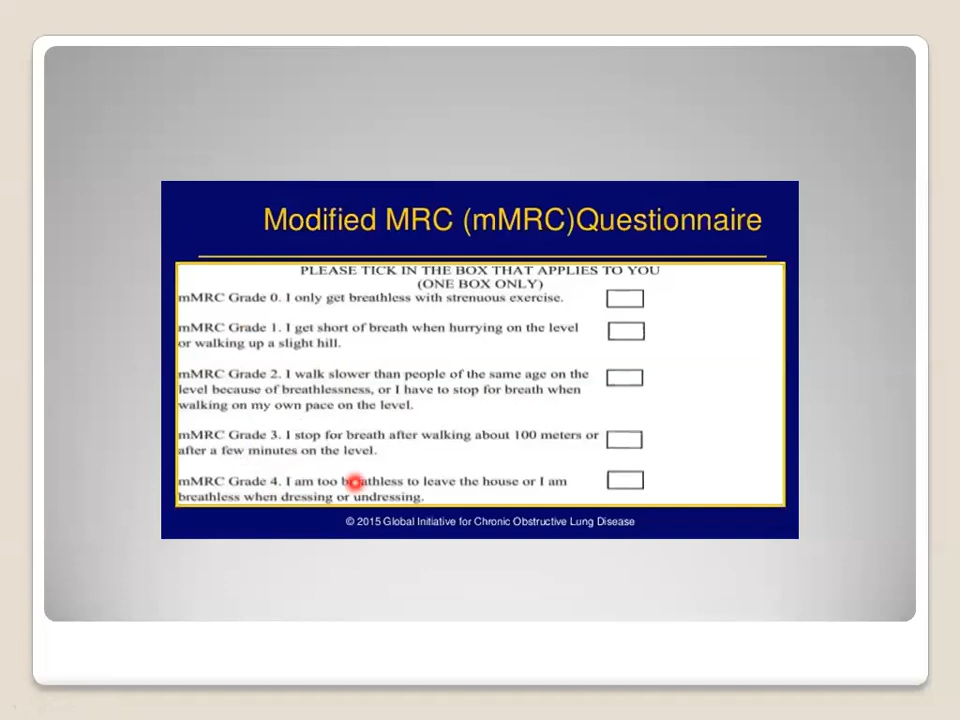 Modified MRC (mMRC)Questionnaire
PLEASE TICK IN THE BOX THAT APPLIES TO YOU
(ONE BOX ONLY)
mMRC Grade 0. I only get breathless with strenuous exercise.
mMRC Grade 1. I get short of breath when hurrying on the level
or walking up a slight hill.
mMRC Grade 2. I walk slower than people of the same age on the
level because of breathlessness, or I have to stop for breath when
walking on my own pace on the level.
mMRC Grade 3. I stop for breath after walking about 100 meters or
after a few minutes on the level.
mMRC Grade 4. I am too breathless to leave the house or I am
breathless when dressing or undressing.
© 2015 Global Initiative for Chronic Obstructive Lung Disease